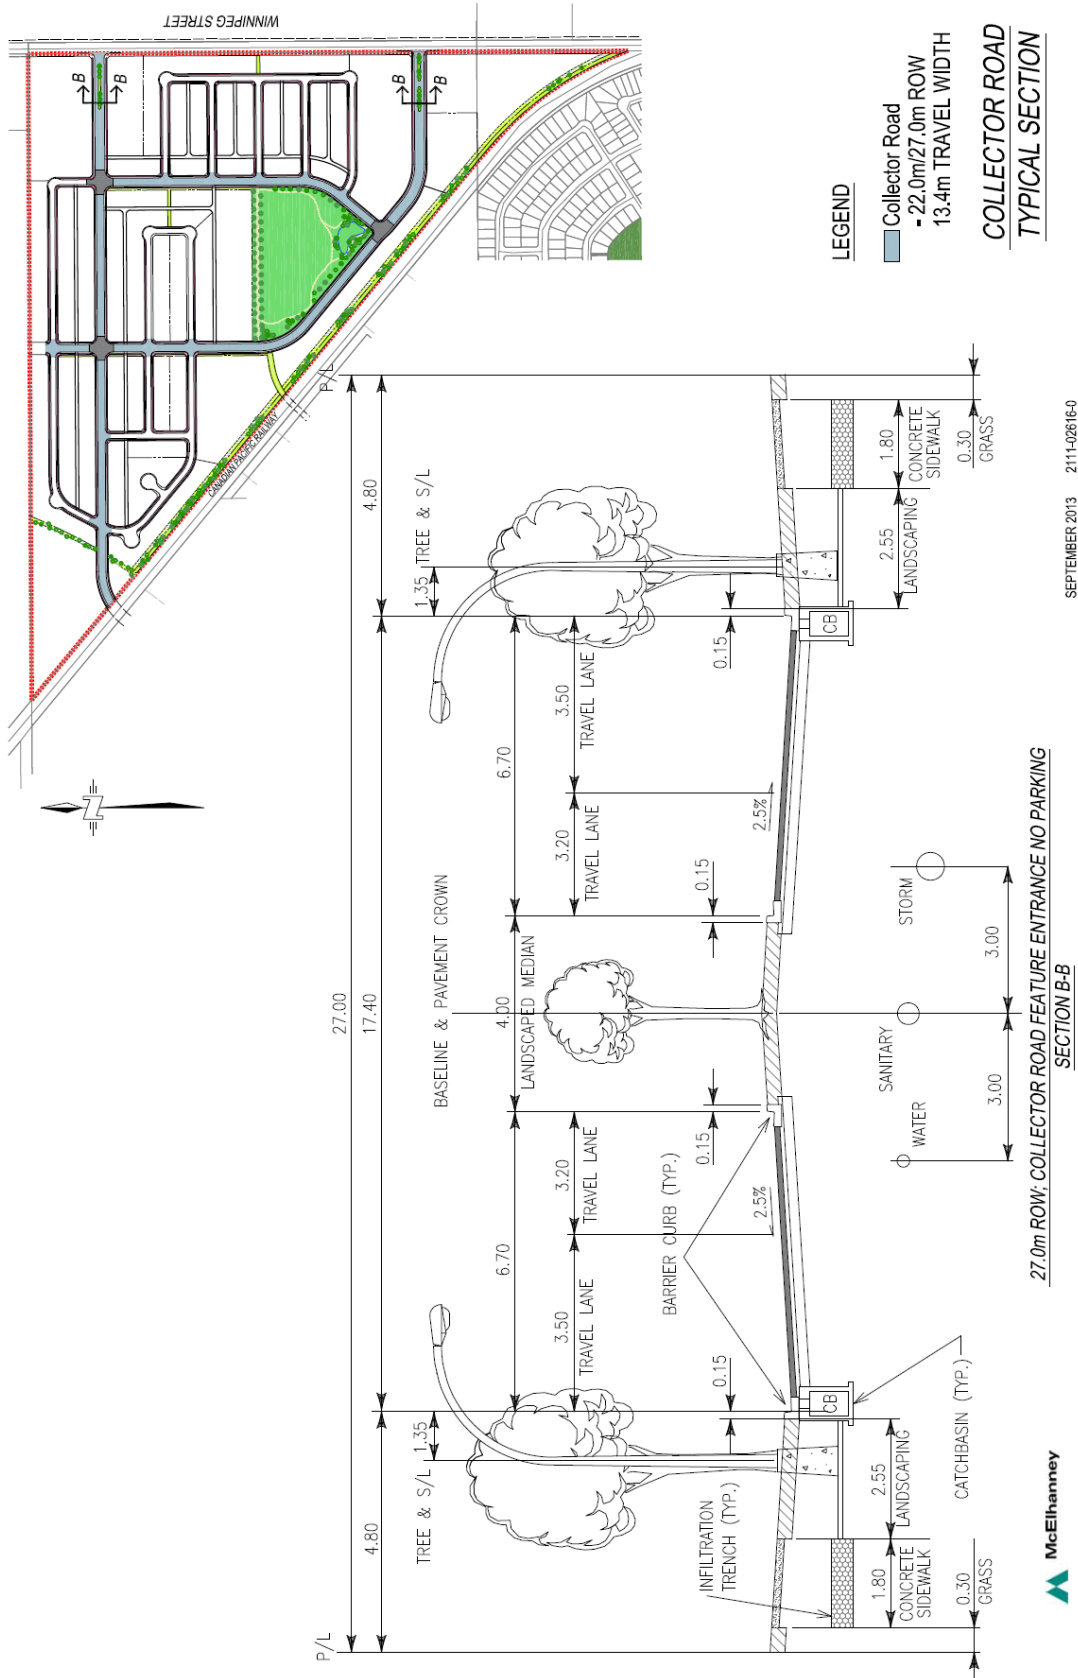 WINNIPEG STREET
B
B
B
B
CANADIAN PACIFIC RAILWAY
N
LEGEND
Collector Road
- 22.0m/27.0m ROW
13.4m TRAVEL WIDTH
COLLECTOR ROAD
TYPICAL SECTION
P/L
P/L
27.00
4.80
17.40
4.80
TREE & S/L
1.35
BASELINE & PAVEMENT CROWN
1.35
TREE & S/L
6.70
4.00
6.70
LANDSCAPED MEDIAN
3.50
3.20
3.20
3.50
TRAVEL LANE
TRAVEL LANE
TRAVEL LANE
TRAVEL LANE
BARRIER CURB (TYP.)
0.15
0.15
0.15
0.15
2.5%
2.5%
INFILTRATION
TRENCH (TYP.)
CB
CB
WATER
SANITARY
STORM
1.80
2.55
2.55
1.80
CONCRETE
SIDEWALK
LANDSCAPING
LANDSCAPING
CONCRETE
SIDEWALK
CATCHBASIN (TYP.)
3.00
3.00
0.30
GRASS
0.30
GRASS
27.0m ROW; COLLECTOR ROAD FEATURE ENTRANCE NO PARKING
SECTION B-B
McElhanney
SEPTEMBER 2013 2111-02616-0